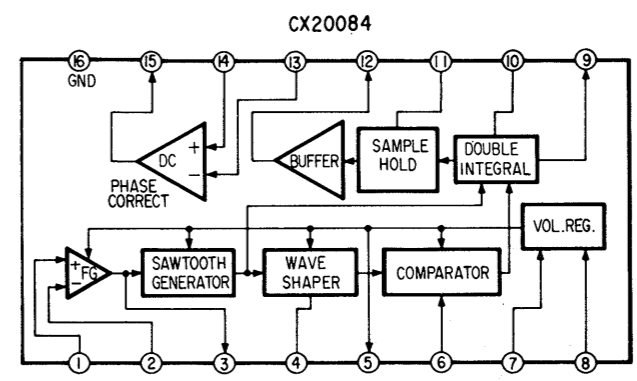 CX20084
16 15 14 13 12 11 10 9
GND
+
DC
−
PHASE
CORRECT
BUFFER
SAMPLE
HOLD
DOUBLE
INTEGRAL
VOL.REG.
+
FG
−
SAWTOOTH
GENERATOR
WAVE
SHAPER
COMPARATOR
1 2 3 4 5 6 7 8